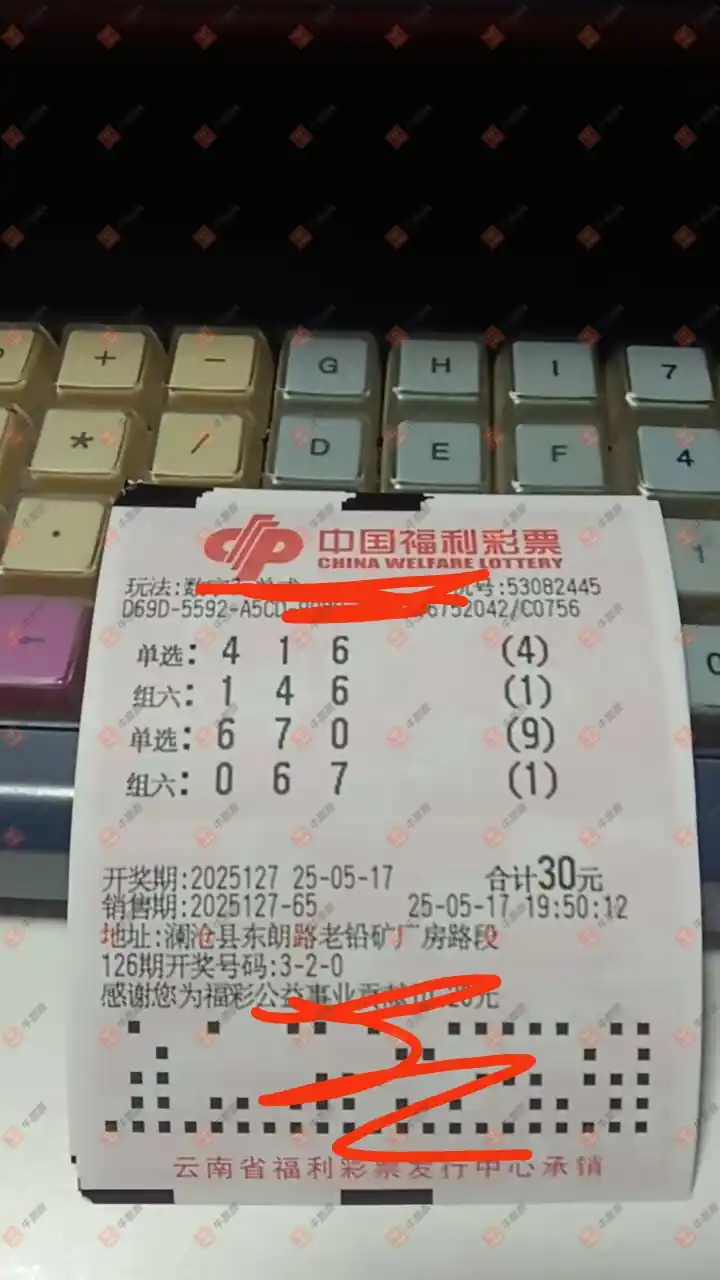 + - G H I 7
* / D E F 4
. 1
0
中国福利彩票
CHINA WELFARE LOTTERY
玩法: :53082445
D69D-5592-A5CD- 6752042/C0756
单选: 4 1 6 (4)
组六: 1 4 6 (1)
单选: 6 7 0 (9)
组六: 0 6 7 (1)
开奖期:2025127 25-05-17 合计30元
销售期:2025127-65 25-05-17 19:50:12
地址:澜沧县东朗路老铅矿厂房路段
126期开奖号码:3-2-0
感谢您为福彩公益事业贡献 元
云南省福利彩票发行中心承销